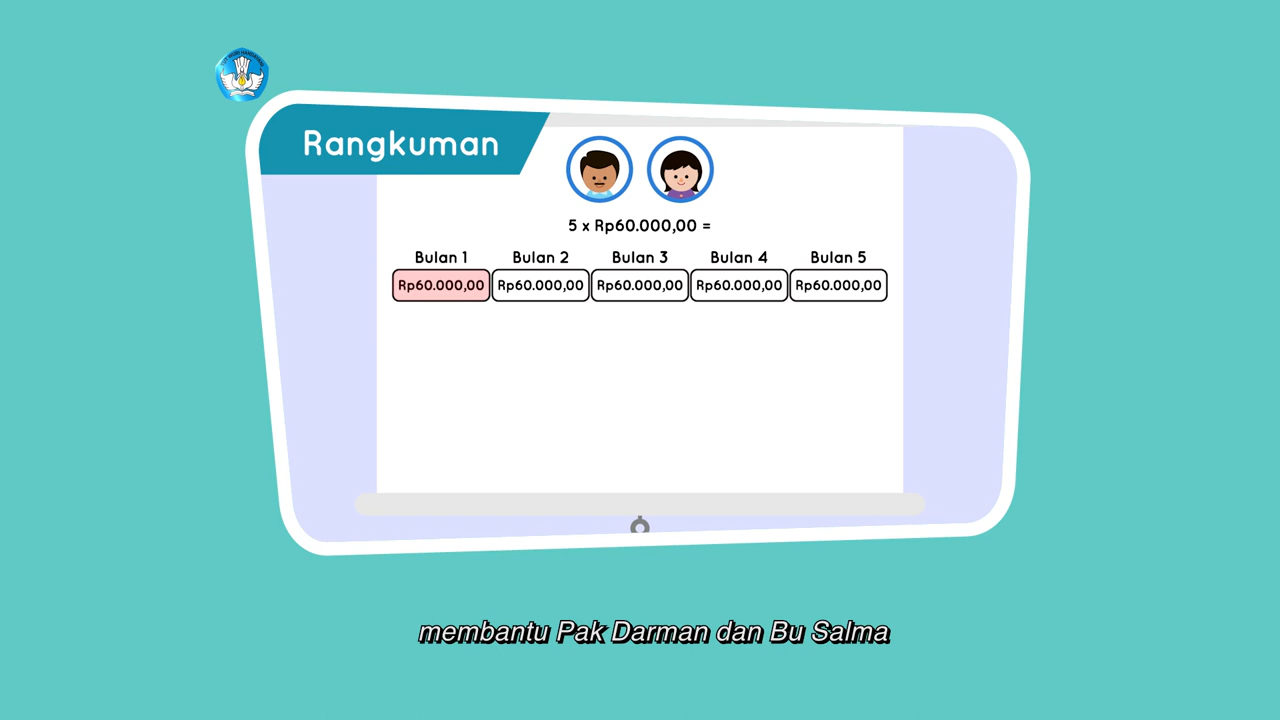 Rangkuman
5 x Rp60.000,00 =
Bulan 1 Bulan 2 Bulan 3 Bulan 4 Bulan 5
Rp60.000,00 Rp60.000,00 Rp60.000,00 Rp60.000,00 Rp60.000,00
membantu Pak Darman dan Bu Salma